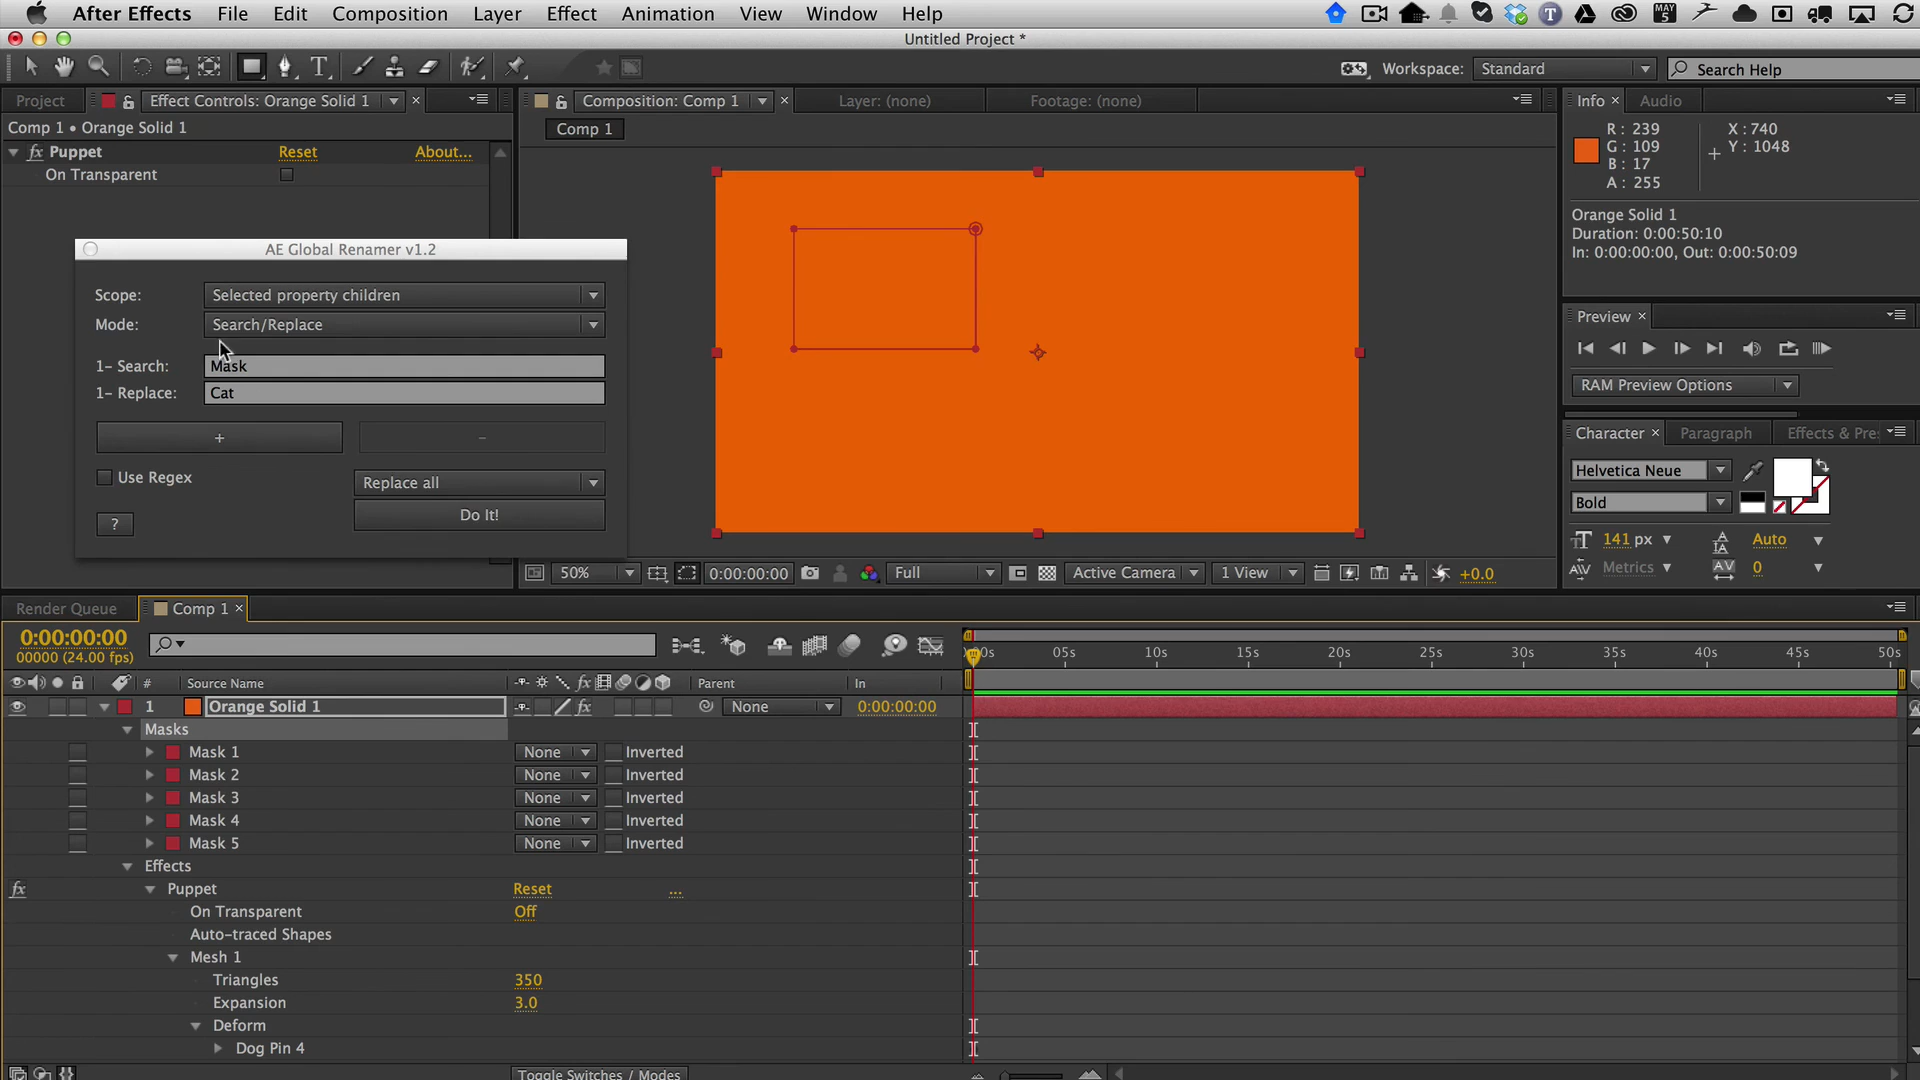 After Effects File Edit Composition Layer Effect Animation View Window Help
MAY 5
Untitled Project *
Workspace: Standard Search Help
Project Effect Controls: Orange Solid 1
Comp 1 • Orange Solid 1
fx Puppet Reset About...
On Transparent
AE Global Renamer v1.2
Scope: Selected property children
Mode: Search/Replace
1- Search: Mask
1- Replace: Cat
+ -
Use Regex Replace all
? Do It!
Composition: Comp 1 Layer: (none) Footage: (none)
Comp 1
50% 0:00:00:00 Full Active Camera 1 View +0.0
Info Audio
R : 239 X : 740
G : 109 Y : 1048
B : 17
A : 255
Orange Solid 1
Duration: 0:00:50:10
In: 0:00:00:00, Out: 0:00:50:09
Preview
RAM Preview Options
Character Paragraph Effects & Pre
Helvetica Neue
Bold
141 px Auto
Metrics 0
Render Queue Comp 1
0:00:00:00
00000 (24.00 fps)
05s 10s 15s 20s 25s 30s 35s 40s 45s 50s
# Source Name Parent In
1 Orange Solid 1 None 0:00:00:00
Masks
Mask 1 None Inverted
Mask 2 None Inverted
Mask 3 None Inverted
Mask 4 None Inverted
Mask 5 None Inverted
Effects
fx Puppet Reset ...
On Transparent Off
Auto-traced Shapes
Mesh 1
Triangles 350
Expansion 3.0
Deform
Dog Pin 4
Toggle Switches / Modes